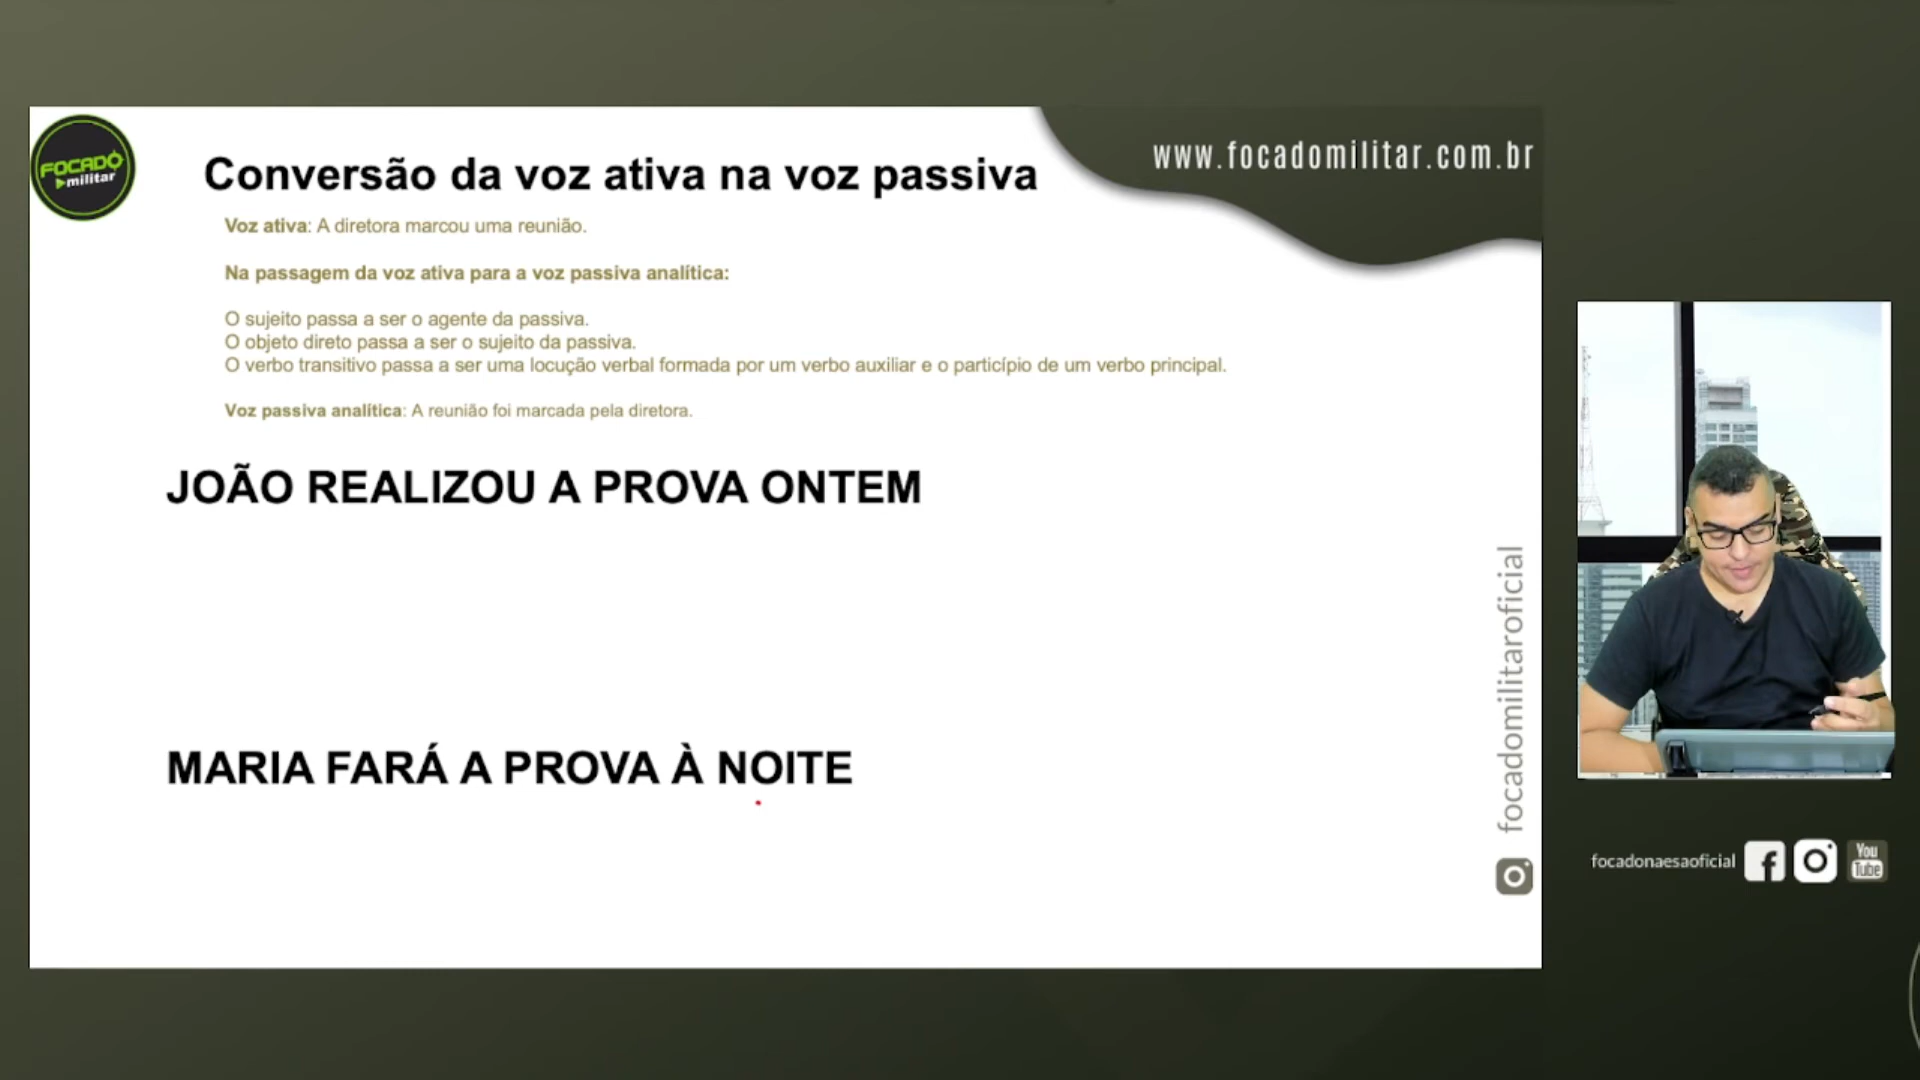 FOCADO
militar
www.focadomilitar.com.br
Conversão da voz ativa na voz passiva
Voz ativa: A diretora marcou uma reunião.
Na passagem da voz ativa para a voz passiva analítica:
O sujeito passa a ser o agente da passiva.
O objeto direto passa a ser o sujeito da passiva.
O verbo transitivo passa a ser uma locução verbal formada por um verbo auxiliar e o particípio de um verbo principal.
Voz passiva analítica: A reunião foi marcada pela diretora.
JOÃO REALIZOU A PROVA ONTEM
MARIA FARÁ A PROVA À NOITE
focadomilitaroficial
focadonaesaoficial
You
Tube